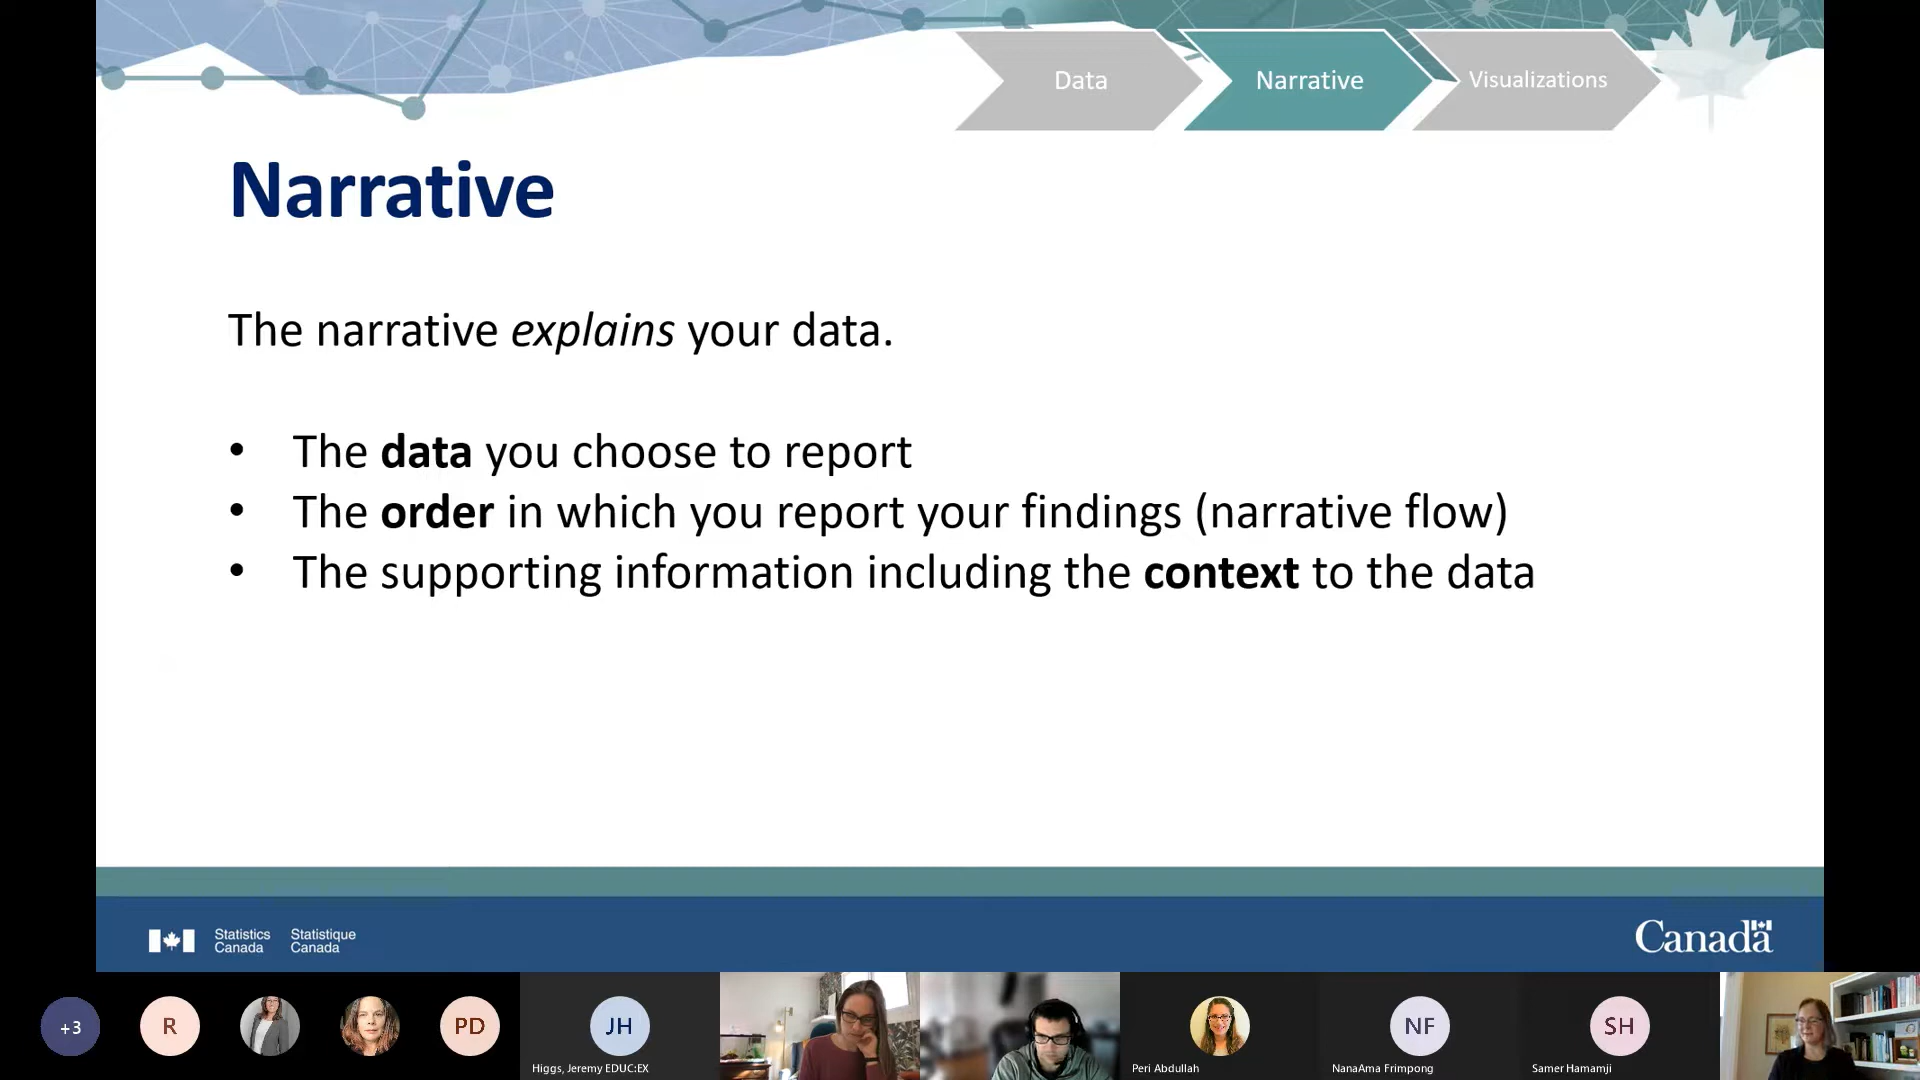 Data
Narrative
Visualizations
Narrative
The narrative explains your data.
• The data you choose to report
• The order in which you report your findings (narrative flow)
• The supporting information including the context to the data
Statistics Canada
Statistique Canada
Canada
+3
R
PD
JH
Higgs, Jeremy EDUC:EX
Peri Abdullah
NF
NanaAma Frimpong
SH
Samer Hamamji